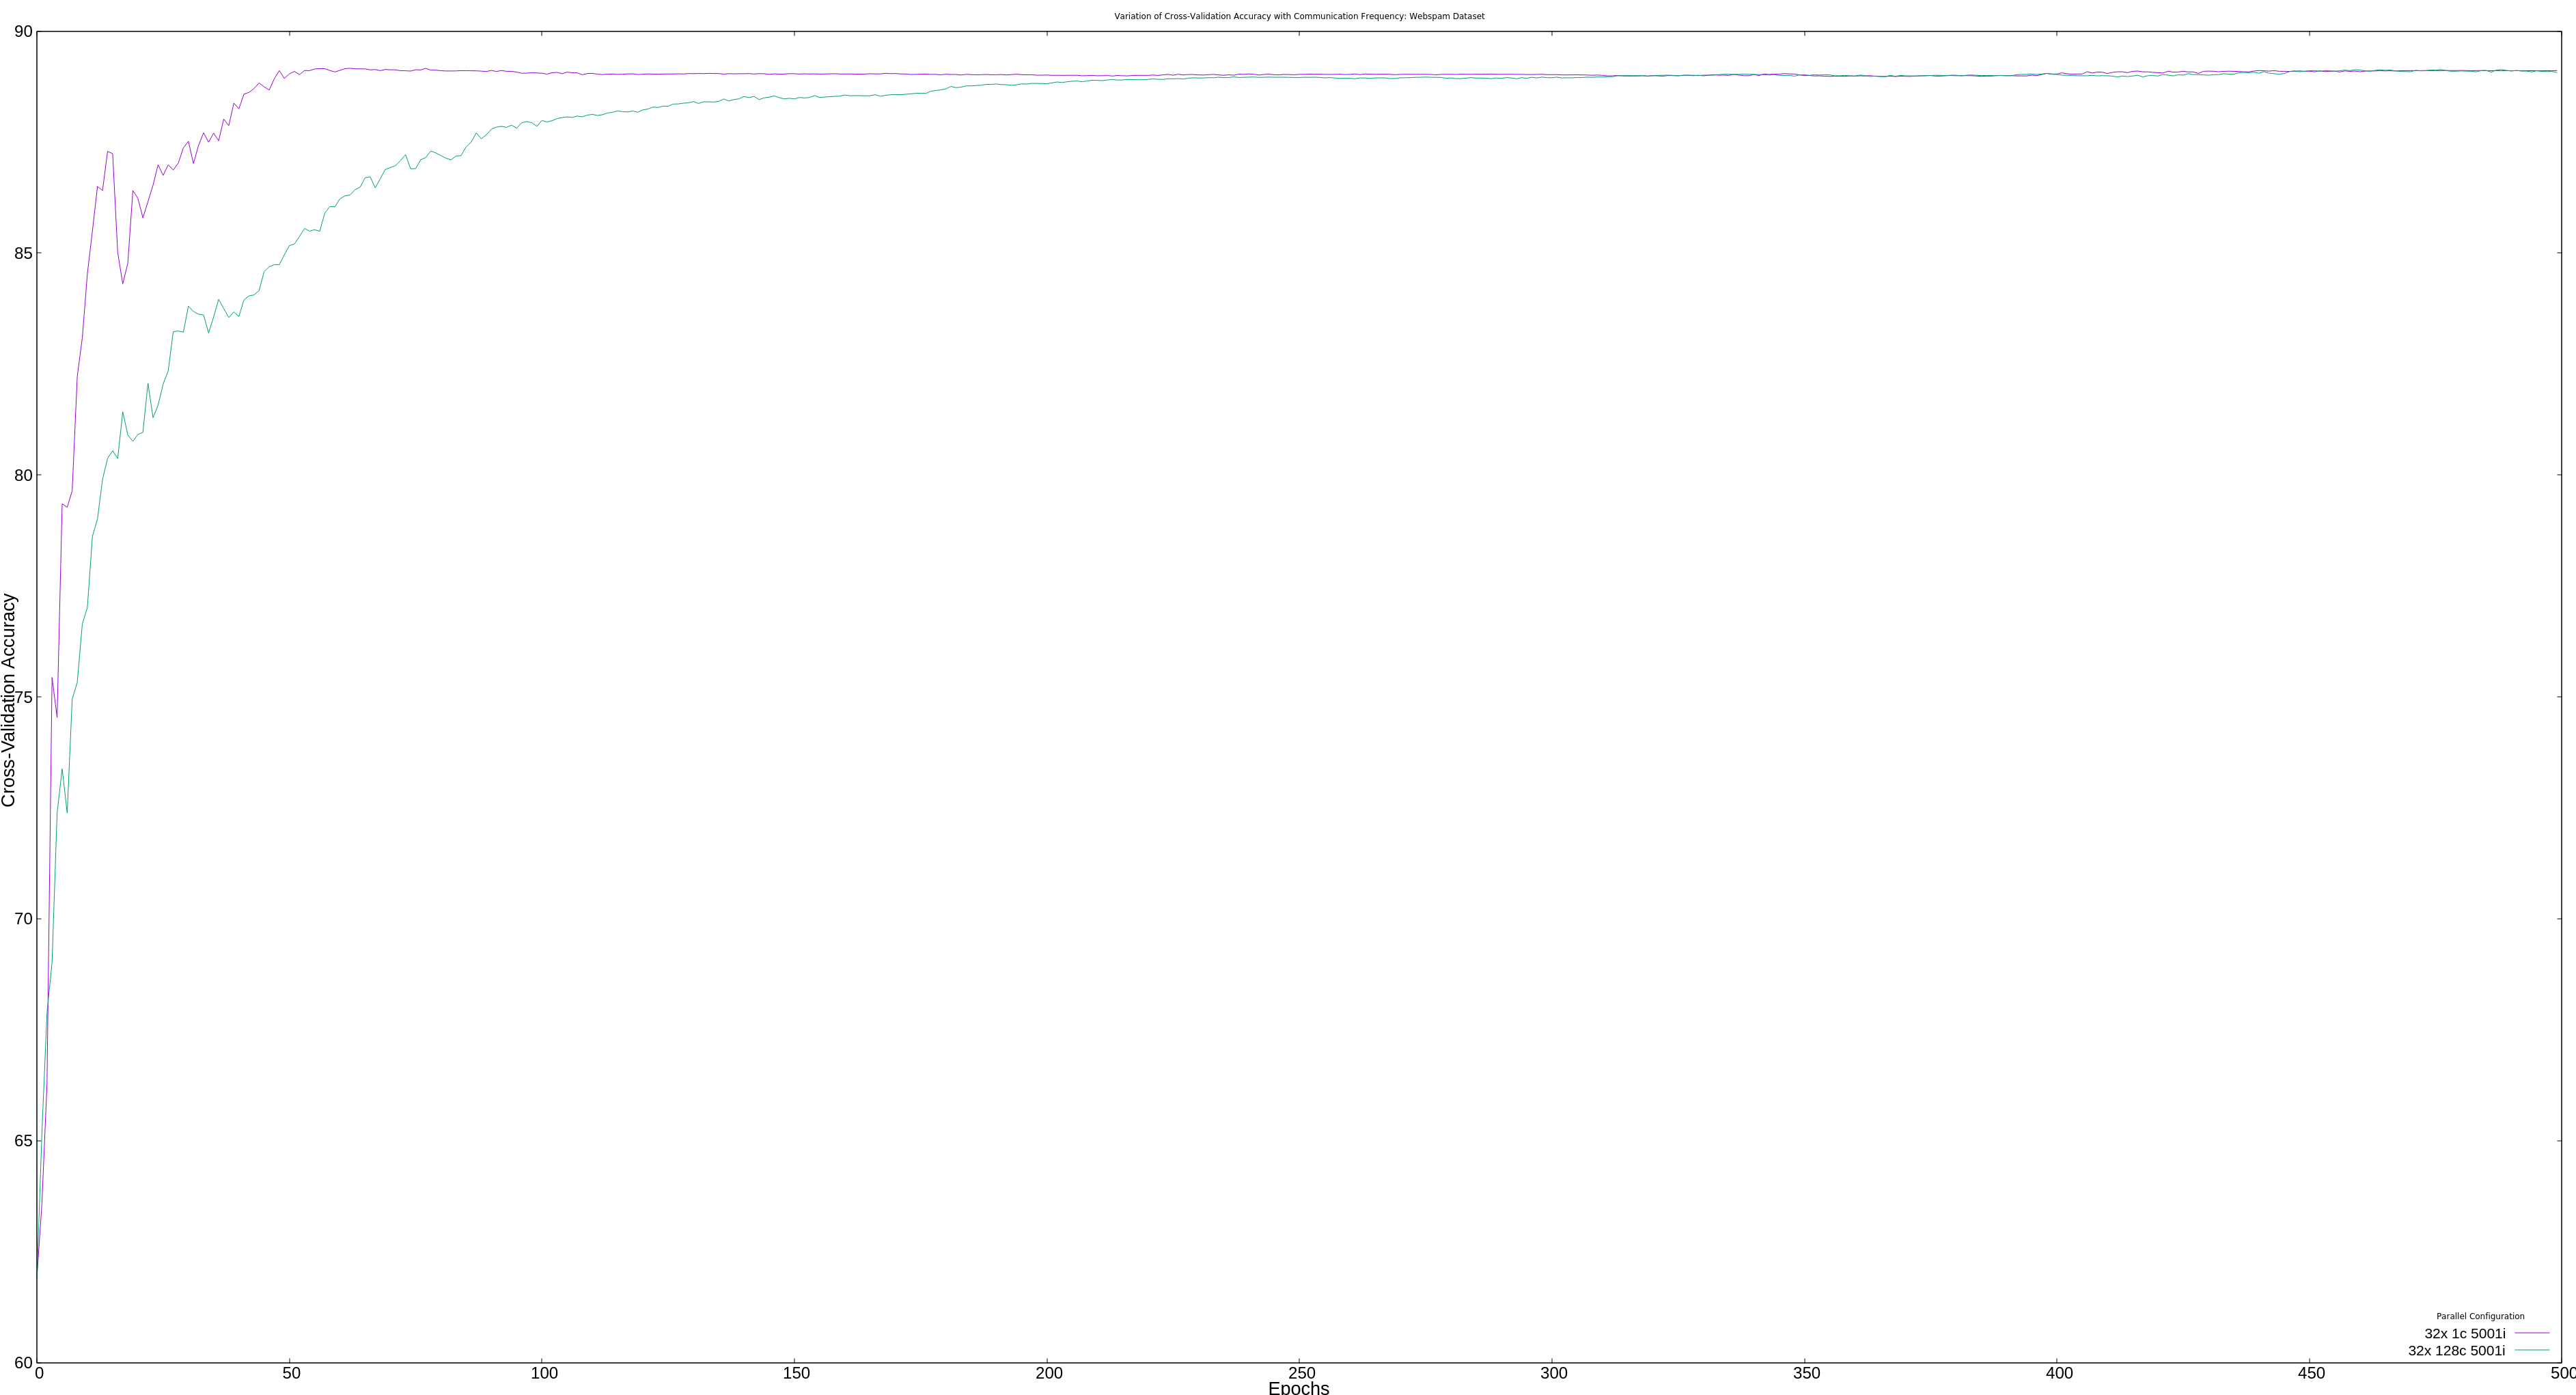 Variation of Cross-Validation Accuracy with Communication Frequency: Webspam Dataset
90
85
80
75
70
65
60
Cross-Validation Accuracy
0 50 100 150 200 250 300 350 400 450 500
Epochs
Parallel Configuration
32x 1c 5001i
32x 128c 5001i